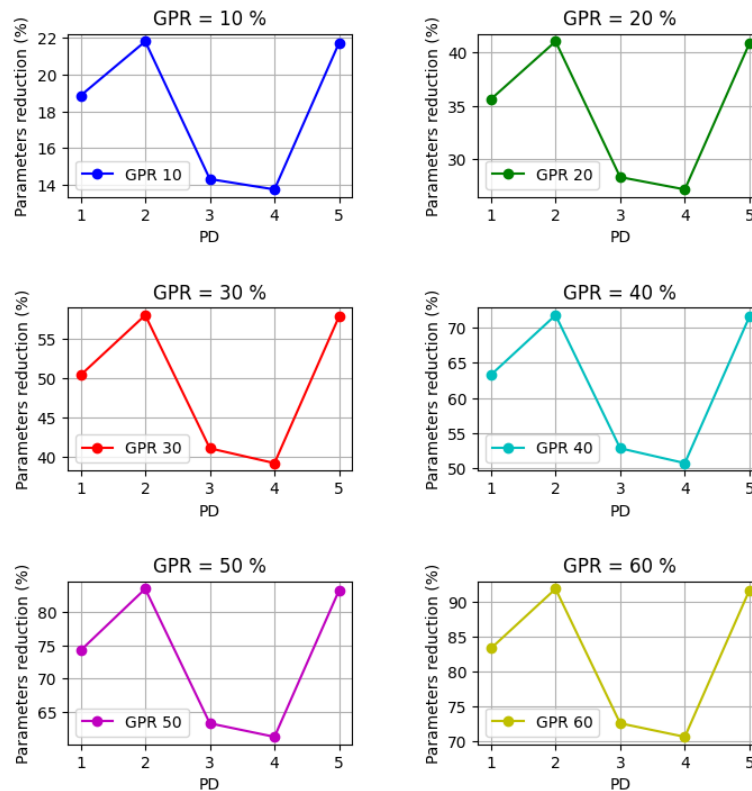 GPR = 10 %
Parameters reduction (%)
22
20
18
16
14
GPR 10
1 2 3 4 5
PD
GPR = 20 %
Parameters reduction (%)
40
35
30
GPR 20
1 2 3 4 5
PD
GPR = 30 %
Parameters reduction (%)
55
50
45
40
GPR 30
1 2 3 4 5
PD
GPR = 40 %
Parameters reduction (%)
70
65
60
55
50
GPR 40
1 2 3 4 5
PD
GPR = 50 %
Parameters reduction (%)
80
75
70
65
GPR 50
1 2 3 4 5
PD
GPR = 60 %
Parameters reduction (%)
90
85
80
75
70
GPR 60
1 2 3 4 5
PD